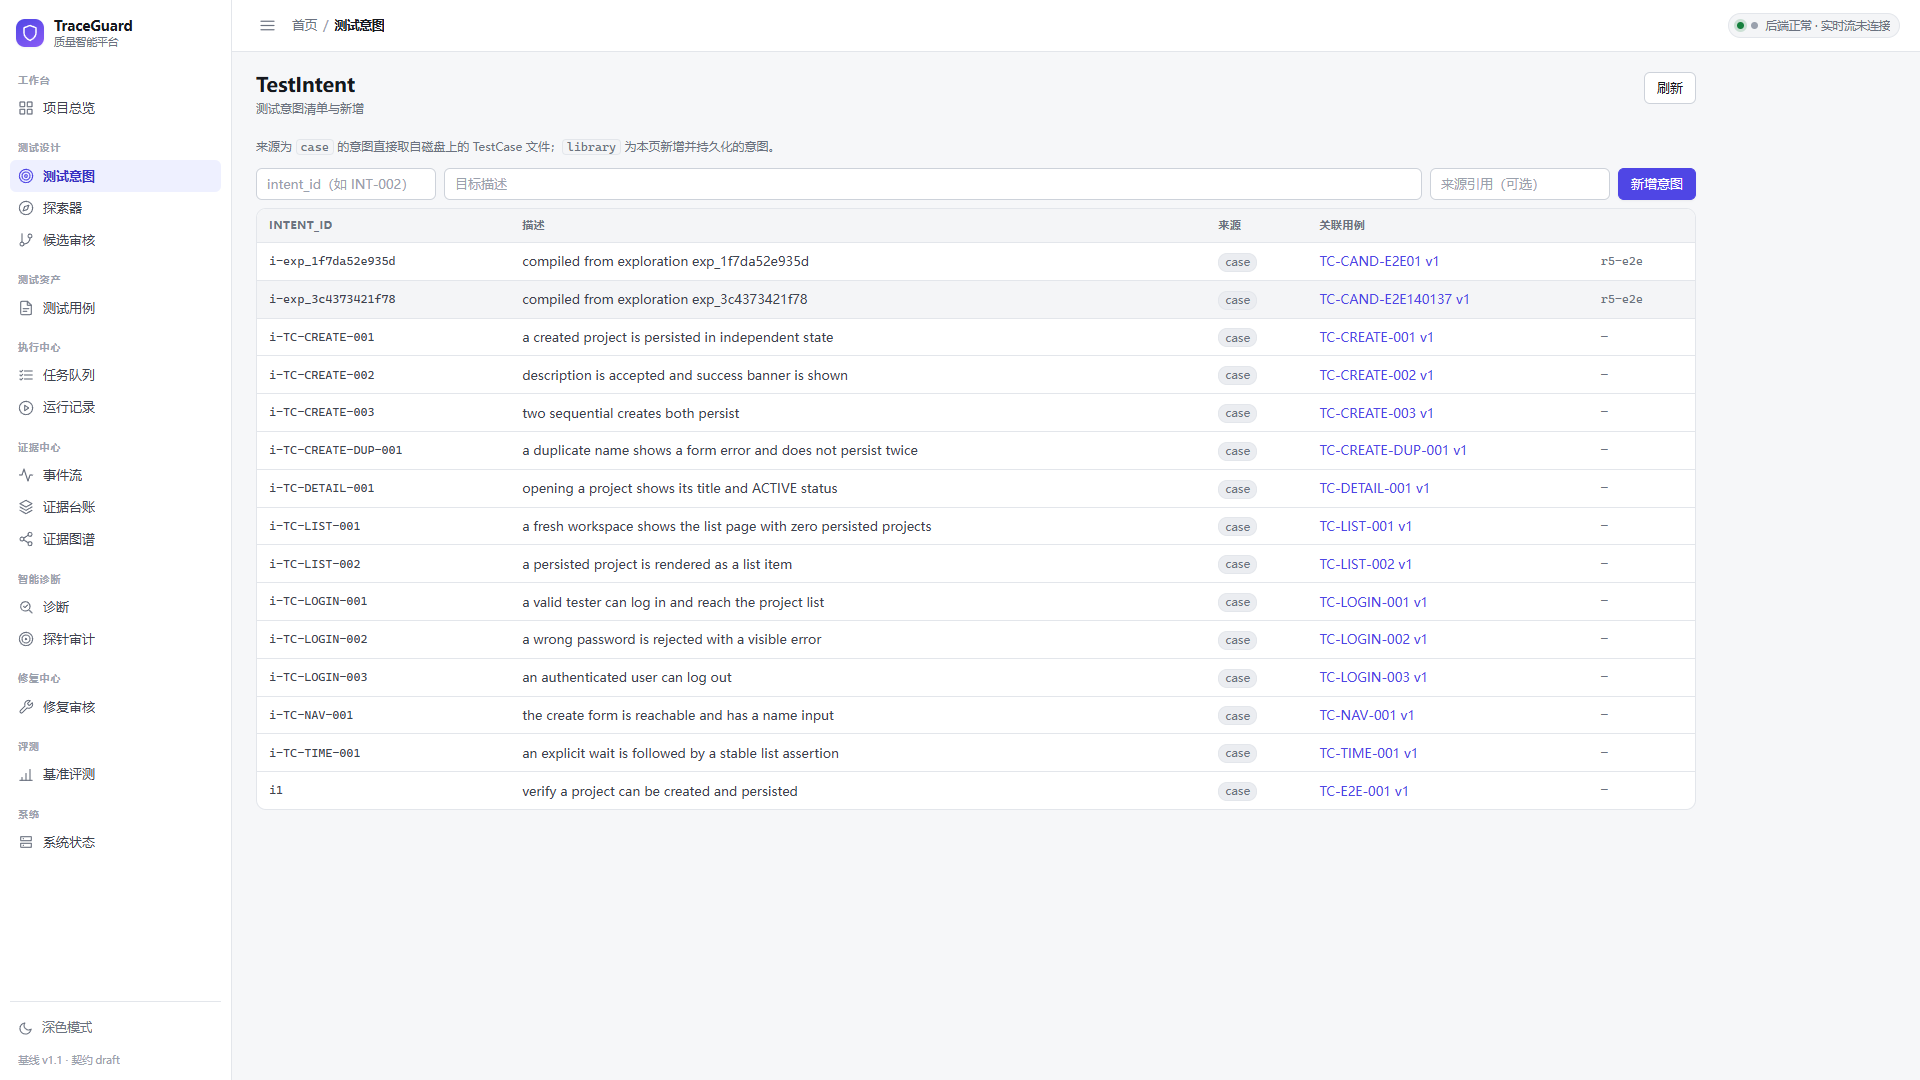 TraceGuard
质量智能平台
工作台
项目总览
测试设计
测试意图
探索器
候选审核
测试资产
测试用例
执行中心
任务队列
运行记录
证据中心
事件流
证据台账
证据图谱
智能诊断
诊断
探针审计
修复中心
修复审核
评测
基准评测
系统
系统状态
深色模式
基线 v1.1 · 契约 draft
首页 / 测试意图
后端正常 · 实时流未连接
TestIntent
测试意图清单与新增
刷新
来源为 case 的意图直接取自磁盘上的 TestCase 文件； library 为本页新增并持久化的意图。
intent_id（如 INT-002） 目标描述 来源引用（可选） 新增意图
INTENT_ID 描述 来源 关联用例
i-exp_1f7da52e935d compiled from exploration exp_1f7da52e935d case TC-CAND-E2E01 v1 r5-e2e
i-exp_3c4373421f78 compiled from exploration exp_3c4373421f78 case TC-CAND-E2E140137 v1 r5-e2e
i-TC-CREATE-001 a created project is persisted in independent state case TC-CREATE-001 v1 —
i-TC-CREATE-002 description is accepted and success banner is shown case TC-CREATE-002 v1 —
i-TC-CREATE-003 two sequential creates both persist case TC-CREATE-003 v1 —
i-TC-CREATE-DUP-001 a duplicate name shows a form error and does not persist twice case TC-CREATE-DUP-001 v1 —
i-TC-DETAIL-001 opening a project shows its title and ACTIVE status case TC-DETAIL-001 v1 —
i-TC-LIST-001 a fresh workspace shows the list page with zero persisted projects case TC-LIST-001 v1 —
i-TC-LIST-002 a persisted project is rendered as a list item case TC-LIST-002 v1 —
i-TC-LOGIN-001 a valid tester can log in and reach the project list case TC-LOGIN-001 v1 —
i-TC-LOGIN-002 a wrong password is rejected with a visible error case TC-LOGIN-002 v1 —
i-TC-LOGIN-003 an authenticated user can log out case TC-LOGIN-003 v1 —
i-TC-NAV-001 the create form is reachable and has a name input case TC-NAV-001 v1 —
i-TC-TIME-001 an explicit wait is followed by a stable list assertion case TC-TIME-001 v1 —
i1 verify a project can be created and persisted case TC-E2E-001 v1 —